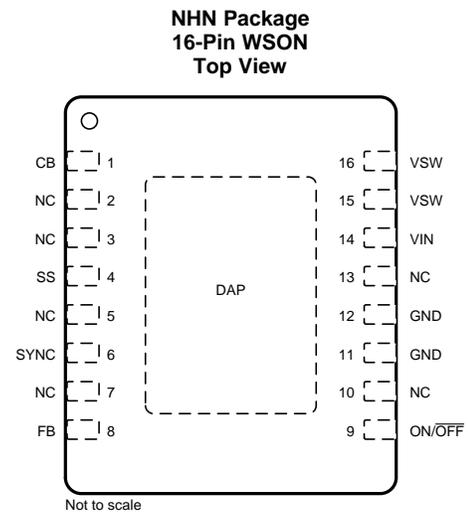 NHN Package
16-Pin WSON
Top View
CB 1 16 VSW
NC 2 15 VSW
NC 3 14 VIN
SS 4 13 NC
DAP
NC 5 12 GND
SYNC 6 11 GND
NC 7 10 NC
FB 8 9 ON/OFF
Not to scale